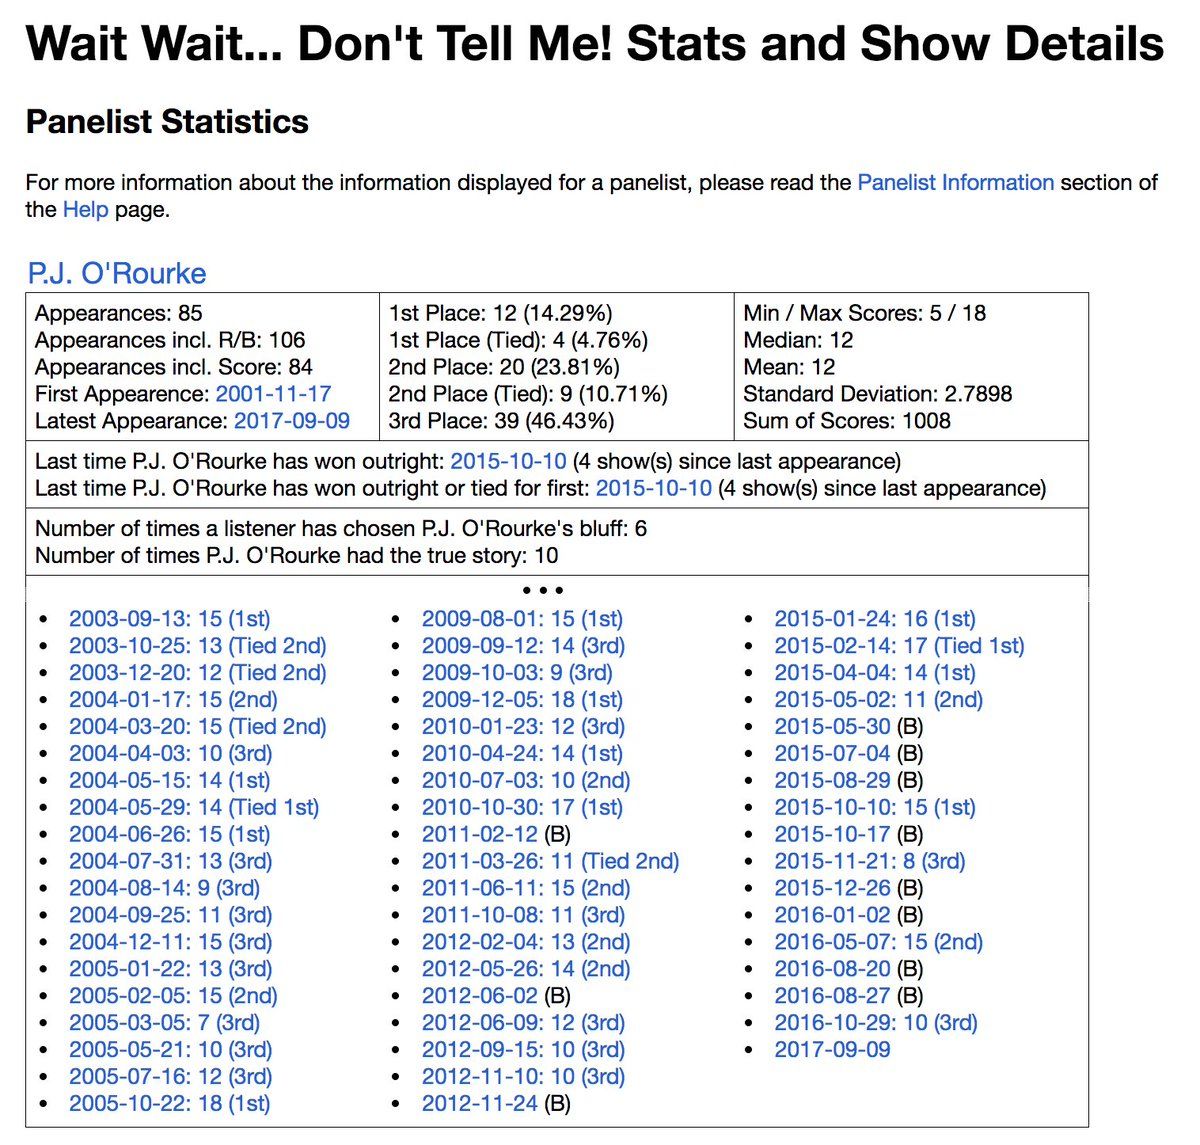 Wait Wait... Don't Tell Me! Stats and Show Details
Panelist Statistics
For more information about the information displayed for a panelist, please read the Panelist Information section of
the Help page.
P.J. O'Rourke
Appearances: 85
Appearances incl. R/B: 106
Appearances incl. Score: 84
First Appearence: 2001-11-17
Latest Appearance: 2017-09-09
1st Place: 12 (14.29%)
1st Place (Tied): 4 (4.76%)
2nd Place: 20 (23.81%)
2nd Place (Tied): 9 (10.71%)
3rd Place: 39 (46.43%)
Min / Max Scores: 5 / 18
Median: 12
Mean: 12
Standard Deviation: 2.7898
Sum of Scores: 1008
Last time P.J. O'Rourke has won outright: 2015-10-10 (4 show(s) since last appearance)
Last time P.J. O'Rourke has won outright or tied for first: 2015-10-10 (4 show(s) since last appearance)
Number of times a listener has chosen P.J. O'Rourke's bluff: 6
Number of times P.J. O'Rourke had the true story: 10
• • •
• 2003-09-13: 15 (1st)
• 2003-10-25: 13 (Tied 2nd)
• 2003-12-20: 12 (Tied 2nd)
• 2004-01-17: 15 (2nd)
• 2004-03-20: 15 (Tied 2nd)
• 2004-04-03: 10 (3rd)
• 2004-05-15: 14 (1st)
• 2004-05-29: 14 (Tied 1st)
• 2004-06-26: 15 (1st)
• 2004-07-31: 13 (3rd)
• 2004-08-14: 9 (3rd)
• 2004-09-25: 11 (3rd)
• 2004-12-11: 15 (3rd)
• 2005-01-22: 13 (3rd)
• 2005-02-05: 15 (2nd)
• 2005-03-05: 7 (3rd)
• 2005-05-21: 10 (3rd)
• 2005-07-16: 12 (3rd)
• 2005-10-22: 18 (1st)
• 2009-08-01: 15 (1st)
• 2009-09-12: 14 (3rd)
• 2009-10-03: 9 (3rd)
• 2009-12-05: 18 (1st)
• 2010-01-23: 12 (3rd)
• 2010-04-24: 14 (1st)
• 2010-07-03: 10 (2nd)
• 2010-10-30: 17 (1st)
• 2011-02-12 (B)
• 2011-03-26: 11 (Tied 2nd)
• 2011-06-11: 15 (2nd)
• 2011-10-08: 11 (3rd)
• 2012-02-04: 13 (2nd)
• 2012-05-26: 14 (2nd)
• 2012-06-02 (B)
• 2012-06-09: 12 (3rd)
• 2012-09-15: 10 (3rd)
• 2012-11-10: 10 (3rd)
• 2012-11-24 (B)
• 2015-01-24: 16 (1st)
• 2015-02-14: 17 (Tied 1st)
• 2015-04-04: 14 (1st)
• 2015-05-02: 11 (2nd)
• 2015-05-30 (B)
• 2015-07-04 (B)
• 2015-08-29 (B)
• 2015-10-10: 15 (1st)
• 2015-10-17 (B)
• 2015-11-21: 8 (3rd)
• 2015-12-26 (B)
• 2016-01-02 (B)
• 2016-05-07: 15 (2nd)
• 2016-08-20 (B)
• 2016-08-27 (B)
• 2016-10-29: 10 (3rd)
• 2017-09-09